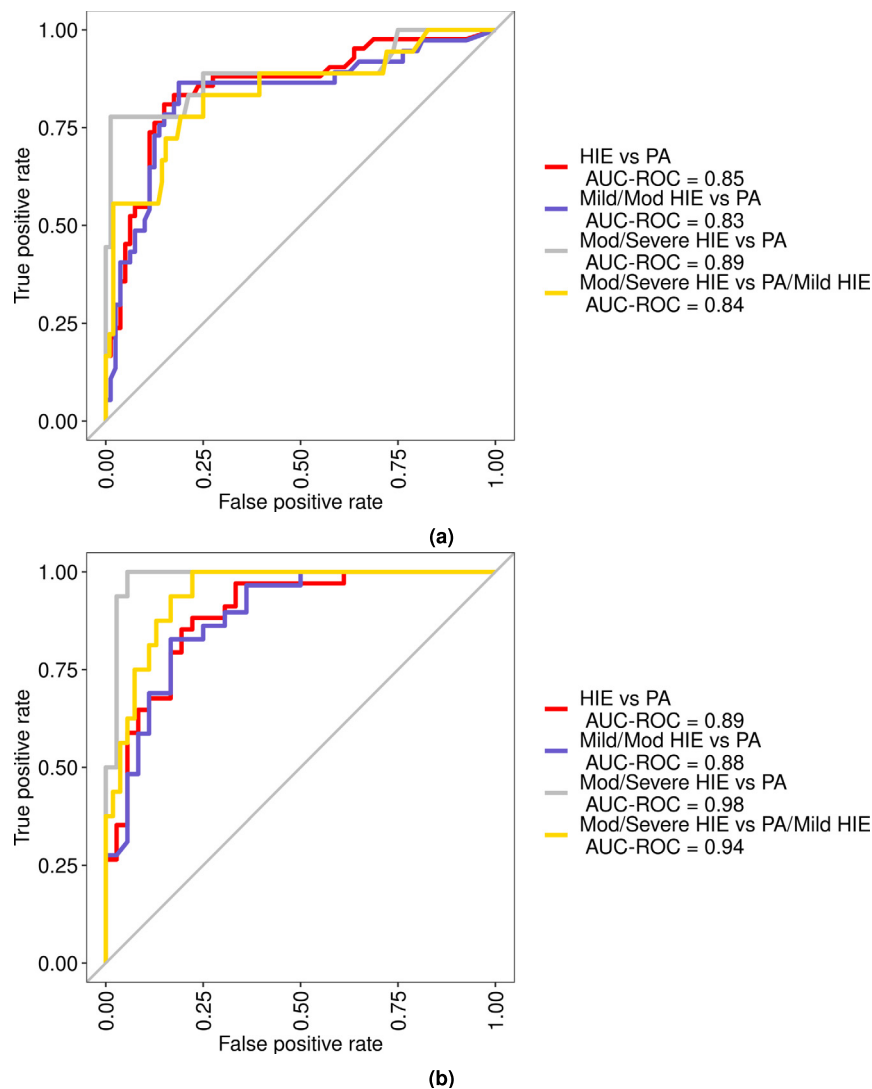 1.00
0.75
0.50
0.25
0.00
True positive rate
0.00
0.25
0.50
0.75
1.00
False positive rate
HIE vs PA
AUC-ROC = 0.85
Mild/Mod HIE vs PA
AUC-ROC = 0.83
Mod/Severe HIE vs PA
AUC-ROC = 0.89
Mod/Severe HIE vs PA/Mild HIE
AUC-ROC = 0.84
(a)
1.00
0.75
0.50
0.25
0.00
True positive rate
0.00
0.25
0.50
0.75
1.00
False positive rate
HIE vs PA
AUC-ROC = 0.89
Mild/Mod HIE vs PA
AUC-ROC = 0.88
Mod/Severe HIE vs PA
AUC-ROC = 0.98
Mod/Severe HIE vs PA/Mild HIE
AUC-ROC = 0.94
(b)